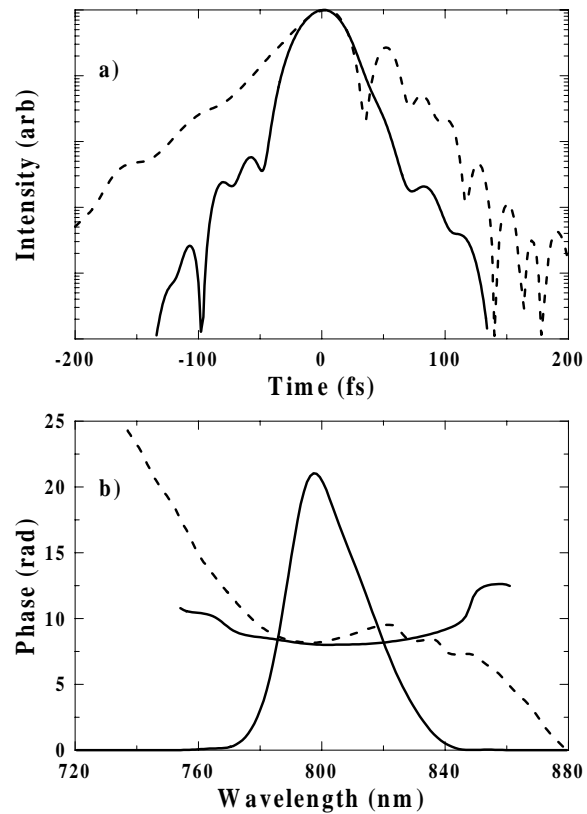 a)
Intensity (arb)
-200 -100 0 100 200
Time (fs)
b)
25
20
15
10
5
0
Phase (rad)
720 760 800 840 880
Wavelength (nm)